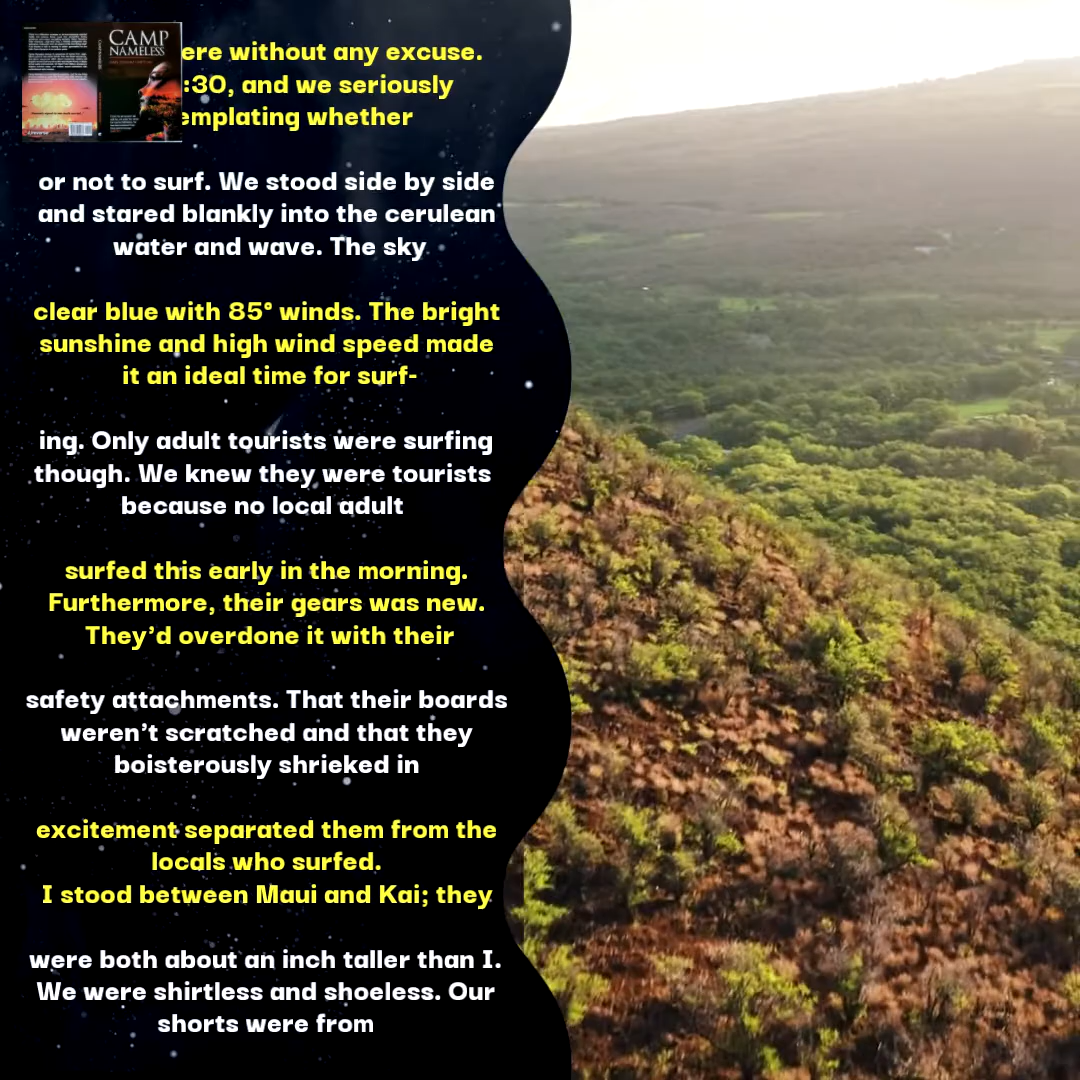 CAMP
NAMELESS
ere without any excuse.
:30, and we seriously
emplating whether
or not to surf. We stood side by side
and stared blankly into the cerulean
water and wave. The sky
clear blue with 85° winds. The bright
sunshine and high wind speed made
it an ideal time for surf-
ing. Only adult tourists were surfing
though. We knew they were tourists
because no local adult
surfed this early in the morning.
Furthermore, their gears was new.
They’d overdone it with their
safety attachments. That their boards
weren’t scratched and that they
boisterously shrieked in
excitement separated them from the
locals who surfed.
I stood between Maui and Kai; they
were both about an inch taller than I.
We were shirtless and shoeless. Our
shorts were from